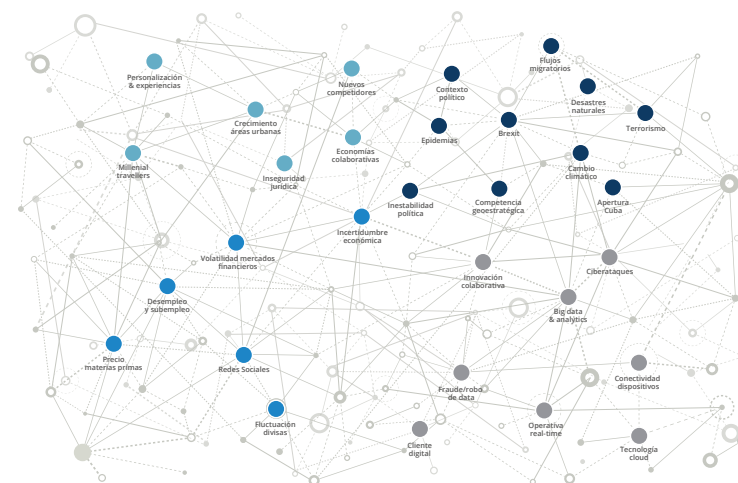 Flujos
migratorios
Personalización
& experiencias
Nuevos
competidores
Contexto
político
Desastres
naturales
Crecimiento
áreas urbanas
Terrorismo
Brexit
Epidemias
Economías
colaborativas
Millenial
travellers
Inseguridad
jurídica
Cambio
climático
Inestabilidad
política
Competencia
geoestratégica
Apertura
Cuba
Incertidumbre
económica
Volatilidad mercados
financieros
Innovación
colaborativa
Ciberataques
Desempleo
y subempleo
Big data
& analytics
Precio
materias primas
Redes Sociales
Fraude/robo
de data
Conectividad
dispositivos
Fluctuación
divisas
Operativa
real-time
Cliente
digital
Tecnología
cloud